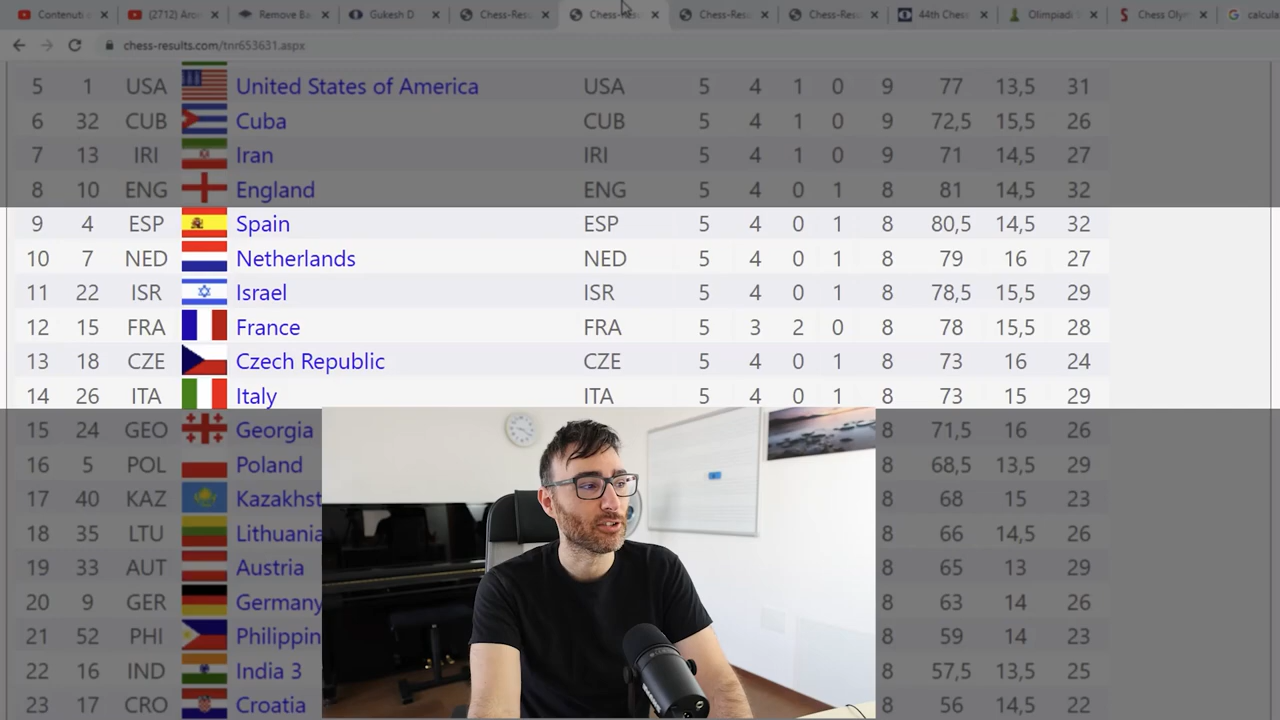 Contenuti c
(2712) Aron
Remove Ba
Gukesh D
Chess-Resu
Chess-Resu
Chess-Resu
Chess-Resu
44th Chess
Olimpiadi
Chess Olym
calcula
chess-results.com/tnr653631.aspx
5 1 USA United States of America USA 5 4 1 0 9 77 13,5 31
6 32 CUB Cuba CUB 5 4 1 0 9 72,5 15,5 26
7 13 IRI Iran IRI 5 4 1 0 9 71 14,5 27
8 10 ENG England ENG 5 4 0 1 8 81 14,5 32
9 4 ESP Spain ESP 5 4 0 1 8 80,5 14,5 32
10 7 NED Netherlands NED 5 4 0 1 8 79 16 27
11 22 ISR Israel ISR 5 4 0 1 8 78,5 15,5 29
12 15 FRA France FRA 5 3 2 0 8 78 15,5 28
13 18 CZE Czech Republic CZE 5 4 0 1 8 73 16 24
14 26 ITA Italy ITA 5 4 0 1 8 73 15 29
15 24 GEO Georgia 8 71,5 16 26
16 5 POL Poland 8 68,5 13,5 29
17 40 KAZ Kazakhst 8 68 15 23
18 35 LTU Lithuania 8 66 14,5 26
19 33 AUT Austria 8 65 13 29
20 9 GER Germany 8 63 14 26
21 52 PHI Philippin 8 59 14 23
22 16 IND India 3 8 57,5 13,5 25
23 17 CRO Croatia 8 56 14,5 22